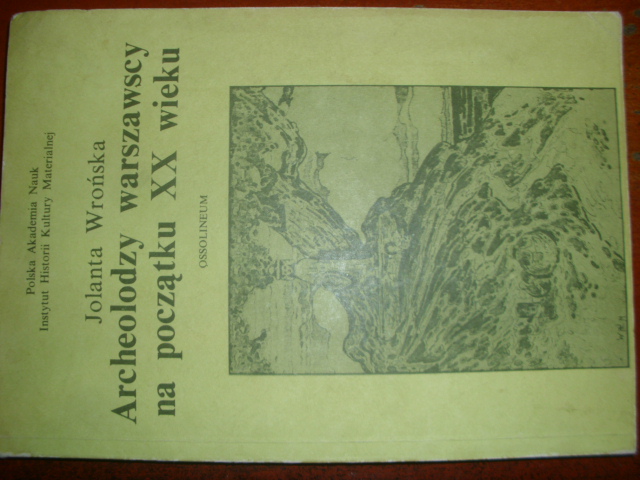 Polska Akademia Nauk
Instytut Historii Kultury Materialnej
Jolanta Wrońska
Archeolodzy warszawscy
na początku XX wieku
OSSOLINEUM